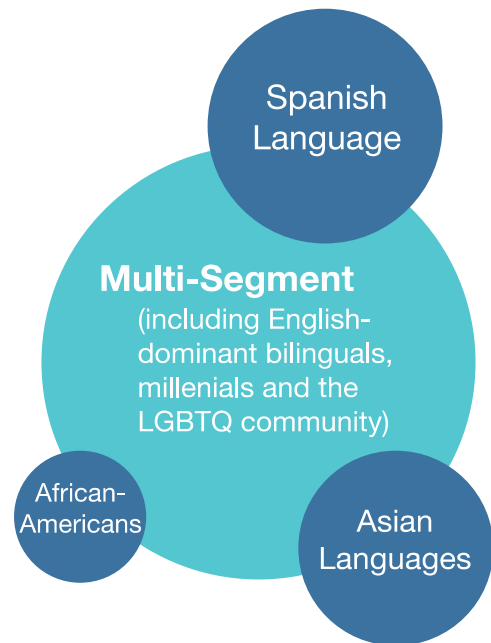 Spanish
Language
Multi-Segment
(including English-
dominant bilinguals,
millenials and the
LGBTQ community)
African-
Americans
Asian
Languages